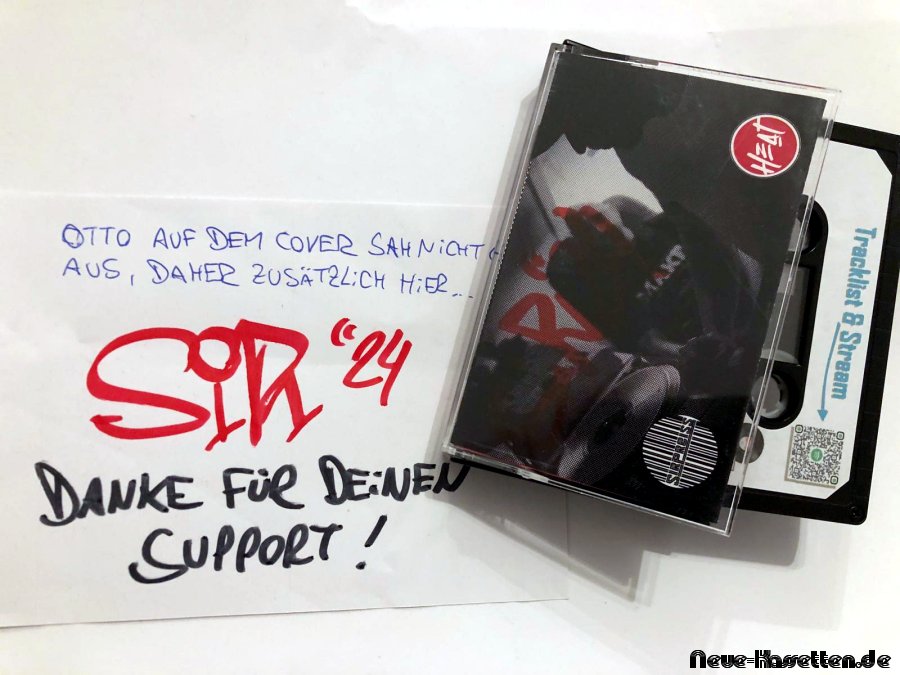 OTTO AUF DEM COVER SAH NICHT
AUS, DAHER ZUSÄTZLICH HIER...
SiR "24
DANKE FÜR DEINEN
SUPPORT!
HEAT
Tracklist & Stream
Neue-Kassetten.de